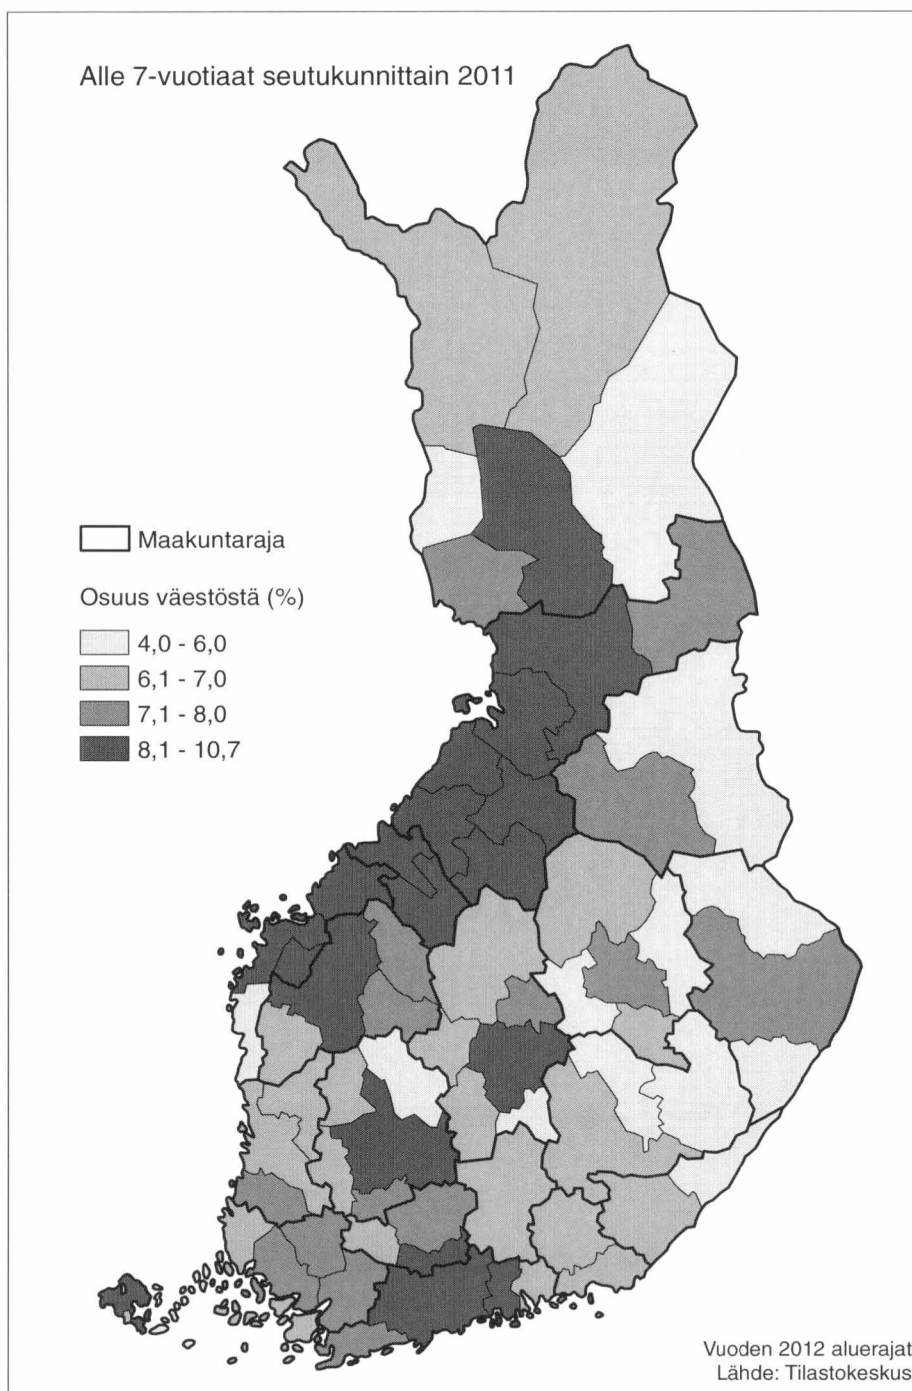 Alle 7-vuotiaat seutukunnittain 2011
Maakuntaraja
Osuus väestöstä (%)
4,0 - 6,0
6,1 - 7,0
7,1 - 8,0
8,1 - 10,7
Vuoden 2012 aluerajat
Lähde: Tilastokeskus